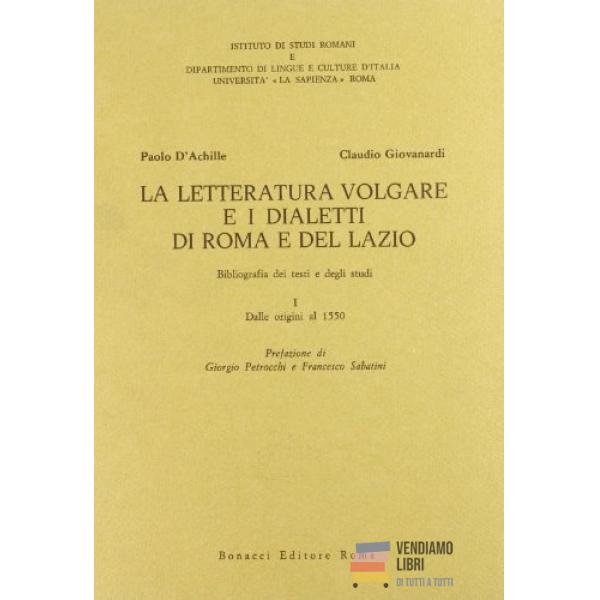 ISTITUTO DI STUDI ROMANI
E
DIPARTIMENTO DI LINGUE E CULTURE D'ITALIA
UNIVERSITA' «LA SAPIENZA» ROMA
Paolo D'Achille Claudio Giovanardi
LA LETTERATURA VOLGARE
E I DIALETTI
DI ROMA E DEL LAZIO
Bibliografia dei testi e degli studi
I
Dalle origini al 1550
Prefazione di
Giorgio Petrocchi e Francesco Sabatini
Bonacci Editore Roma
VENDIAMO
LIBRI
DI TUTTI A TUTTI